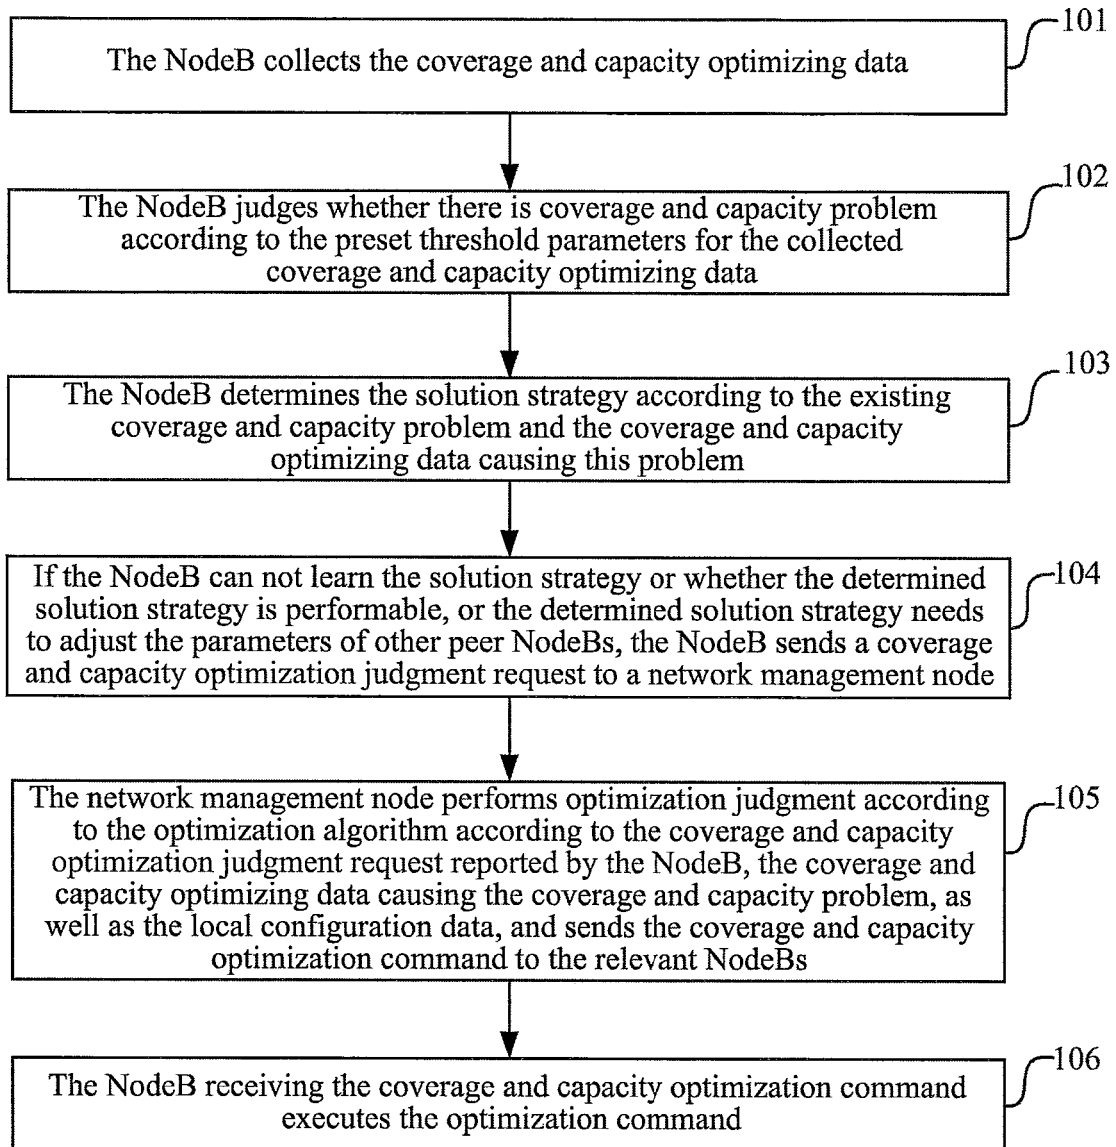 101
The NodeB collects the coverage and capacity optimizing data
102
The NodeB judges whether there is coverage and capacity problem
according to the preset threshold parameters for the collected
coverage and capacity optimizing data
103
The NodeB determines the solution strategy according to the existing
coverage and capacity problem and the coverage and capacity
optimizing data causing this problem
104
If the NodeB can not learn the solution strategy or whether the determined
solution strategy is performable, or the determined solution strategy needs
to adjust the parameters of other peer NodeBs, the NodeB sends a coverage
and capacity optimization judgment request to a network management node
105
The network management node performs optimization judgment according
to the optimization algorithm according to the coverage and capacity
optimization judgment request reported by the NodeB, the coverage and
capacity optimizing data causing the coverage and capacity problem, as
well as the local configuration data, and sends the coverage and capacity
optimization command to the relevant NodeBs
106
The NodeB receiving the coverage and capacity optimization command
executes the optimization command